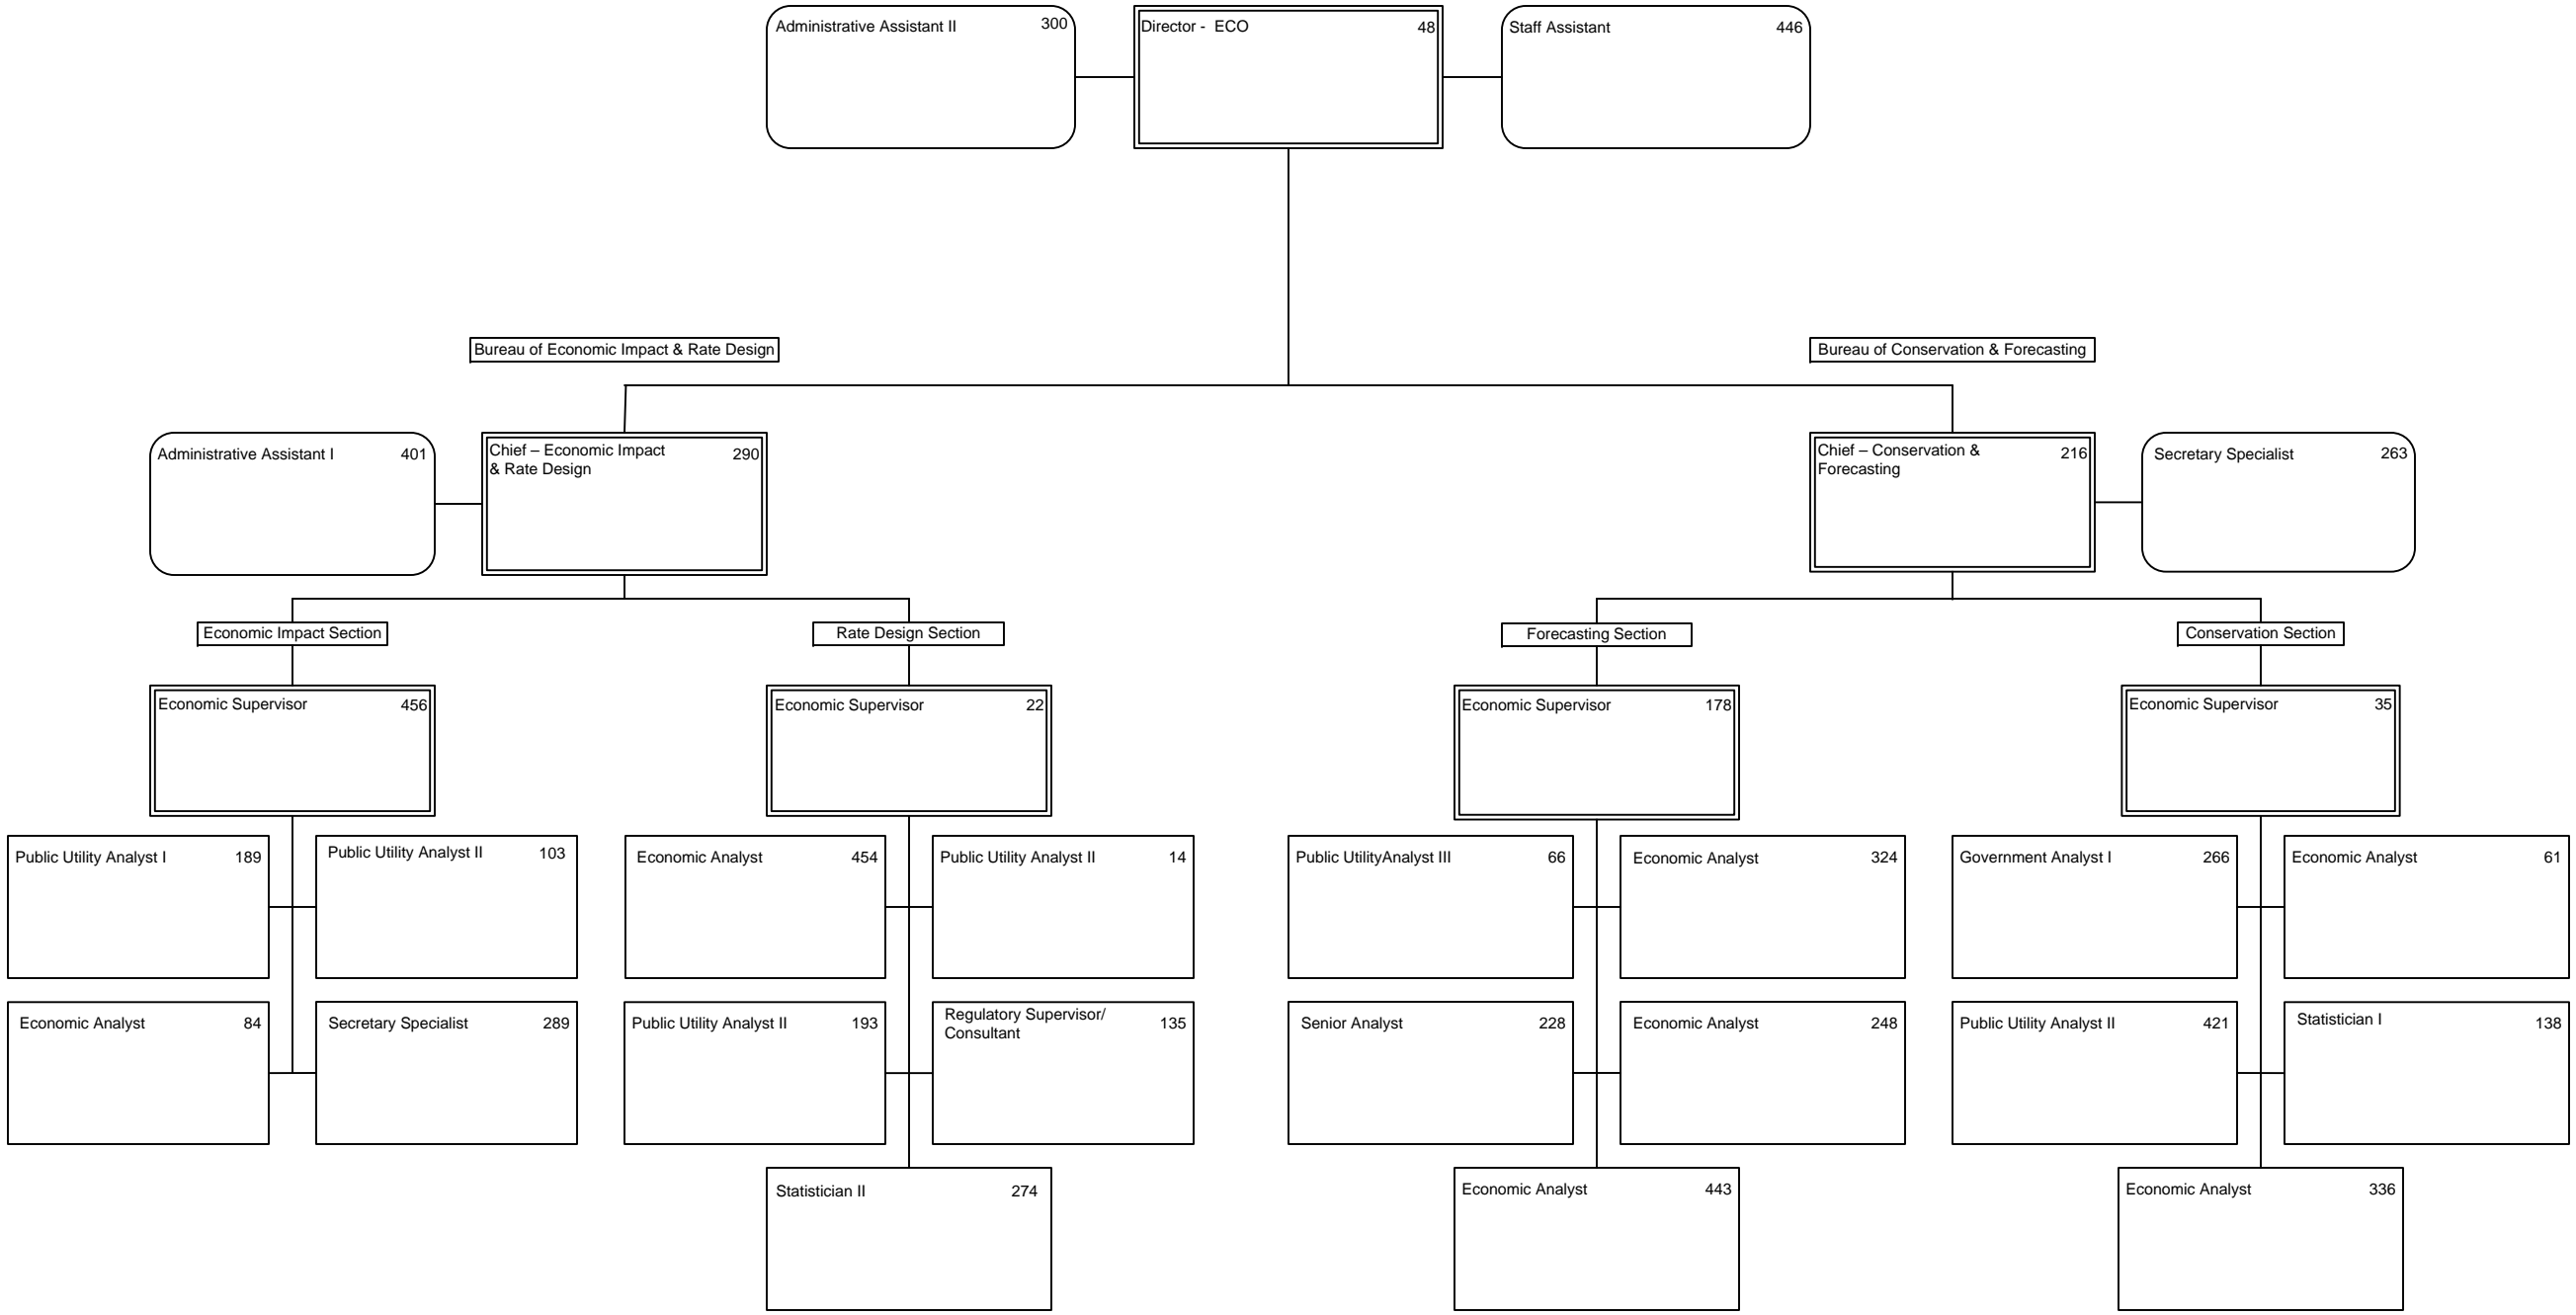 Administrative Assistant II 300
Director - ECO 48
Staff Assistant 446
Bureau of Economic Impact & Rate Design
Bureau of Conservation & Forecasting
Administrative Assistant I 401
Chief – Economic Impact 290
& Rate Design
Chief – Conservation & 216
Forecasting
Secretary Specialist 263
Economic Impact Section
Rate Design Section
Forecasting Section
Conservation Section
Economic Supervisor 456
Economic Supervisor 22
Economic Supervisor 178
Economic Supervisor 35
Public Utility Analyst I 189
Public Utility Analyst II 103
Economic Analyst 454
Public Utility Analyst II 14
Public UtilityAnalyst III 66
Economic Analyst 324
Government Analyst I 266
Economic Analyst 61
Economic Analyst 84
Secretary Specialist 289
Public Utility Analyst II 193
Regulatory Supervisor/ 135
Consultant
Senior Analyst 228
Economic Analyst 248
Public Utility Analyst II 421
Statistician I 138
Statistician II 274
Economic Analyst 443
Economic Analyst 336